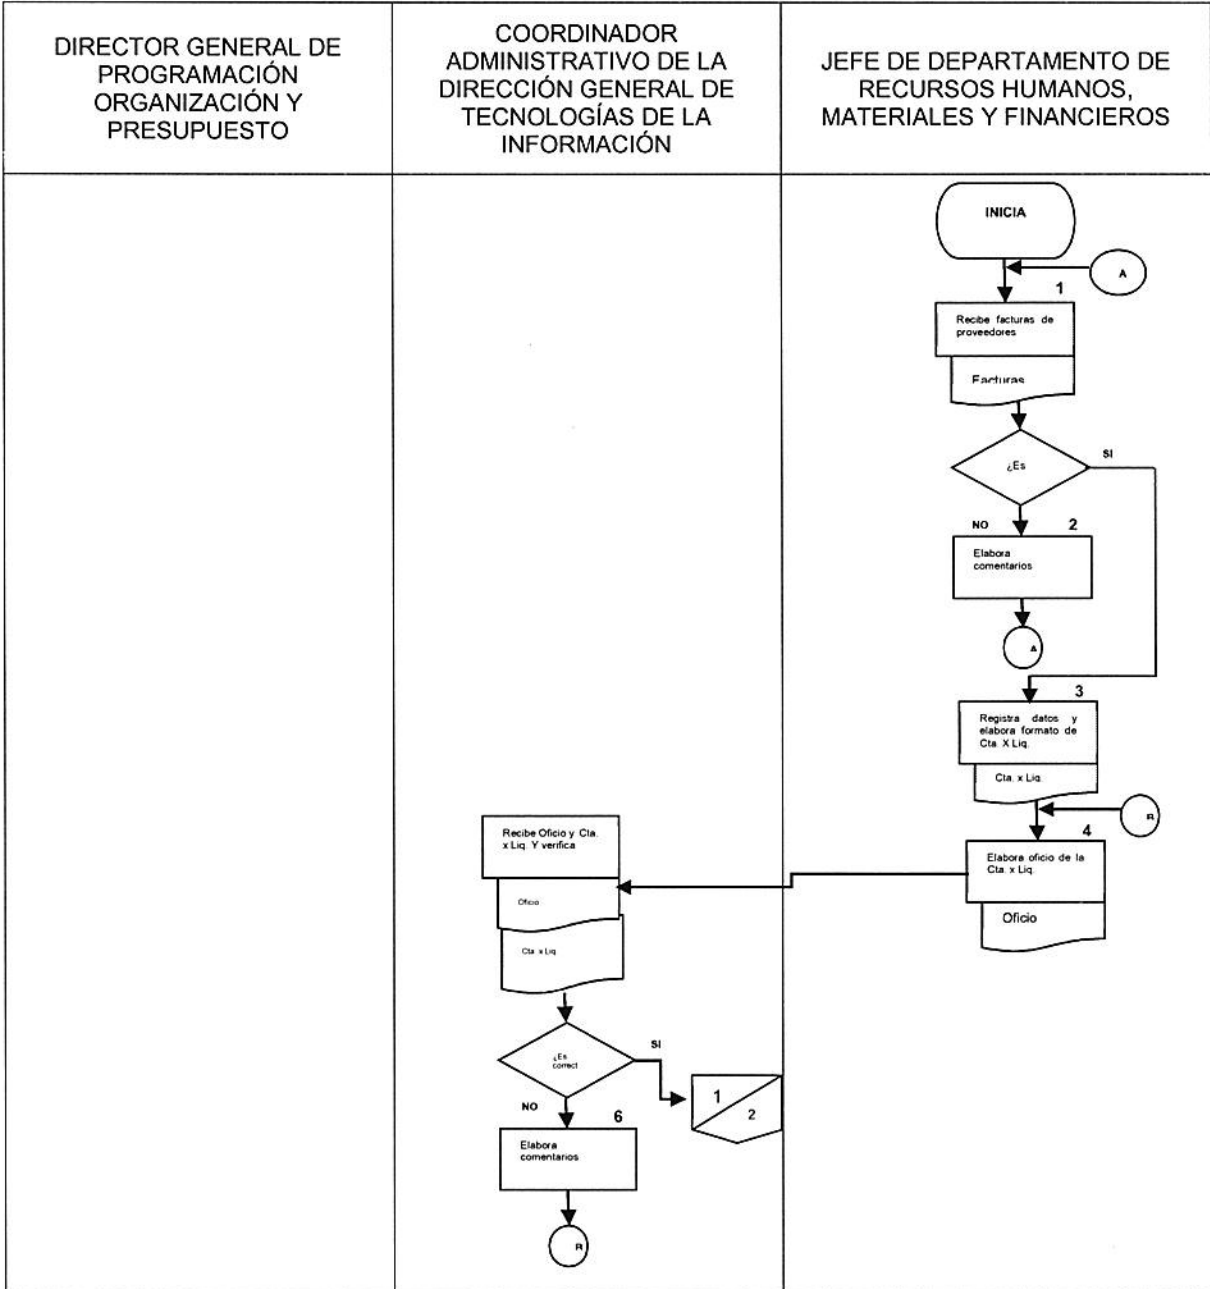 DIRECTOR GENERAL DE
PROGRAMACIÓN
ORGANIZACIÓN Y
PRESUPUESTO
COORDINADOR
ADMINISTRATIVO DE LA
DIRECCIÓN GENERAL DE
TECNOLOGÍAS DE LA
INFORMACIÓN
JEFE DE DEPARTAMENTO DE
RECURSOS HUMANOS,
MATERIALES Y FINANCIEROS
INICIA
A
1
Recibe facturas de
proveedores
Facturas
¿Es
SI
NO
2
Elabora
comentarios
A
3
Registra datos y
elabora formato de
Cta. X Liq.
Cta. x Liq.
4
Elabora oficio de la
Cta. x Liq.
Oficio
Recibe Oficio y Cta.
x Liq. Y verifica
Oficio
Cta. x Liq
¿Es
correct
SI
1
2
NO
6
Elabora
comentarios